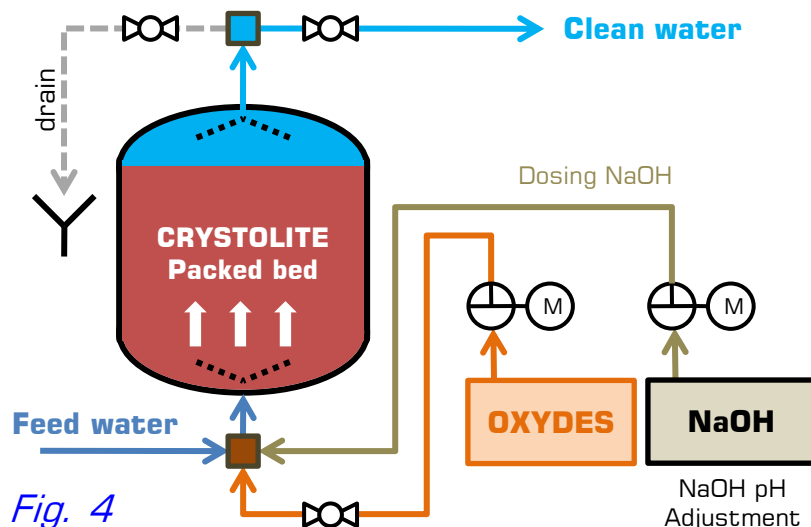 Clean water
drain
Dosing NaOH
CRYSTOLITE
Packed bed
M
M
Feed water
OXYDES
NaOH
NaOH pH
Adjustment
Fig. 4